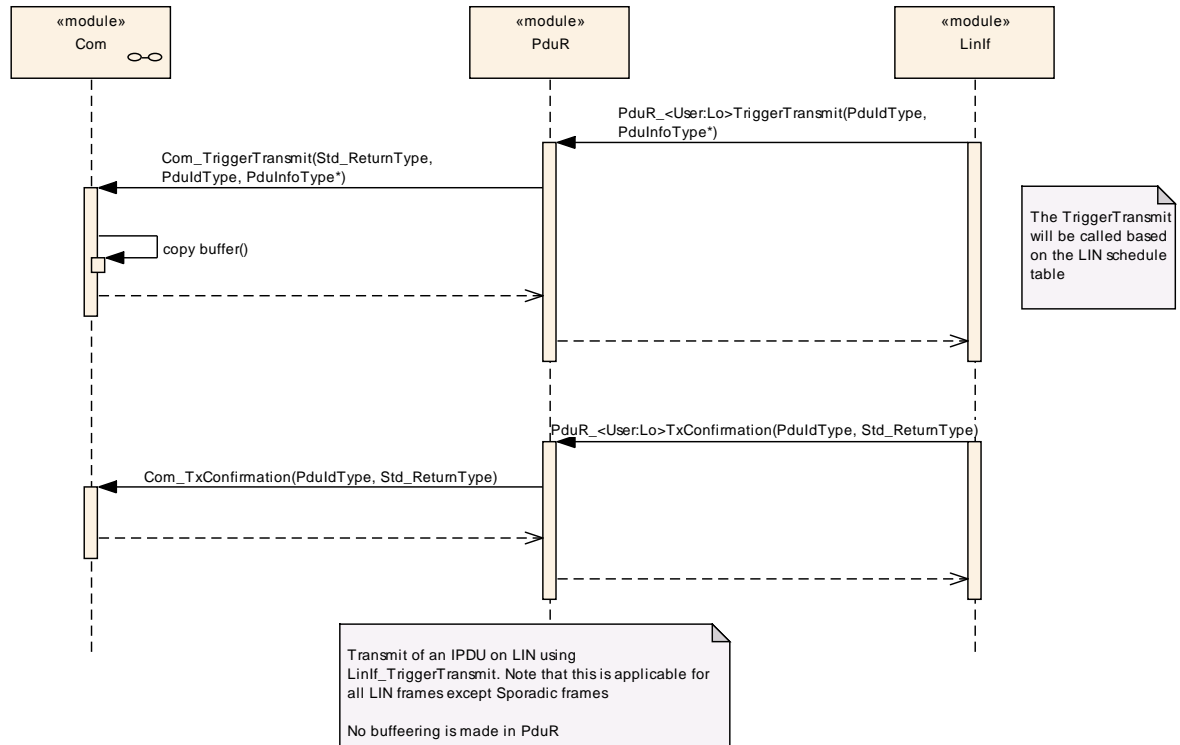 «module»
Com
«module»
PduR
«module»
LinIf
PduR_<User:Lo>TriggerTransmit(PduIdType,
PduInfoType*)
Com_TriggerTransmit(Std_ReturnType,
PduIdType, PduInfoType*)
The TriggerTransmit
will be called based
on the LIN schedule
table
copy buffer()
PduR_<User:Lo>TxConfirmation(PduIdType, Std_ReturnType)
Com_TxConfirmation(PduIdType, Std_ReturnType)
Transmit of an IPDU on LIN using
LinIf_TriggerTransmit. Note that this is applicable for
all LIN frames except Sporadic frames
No buffeering is made in PduR